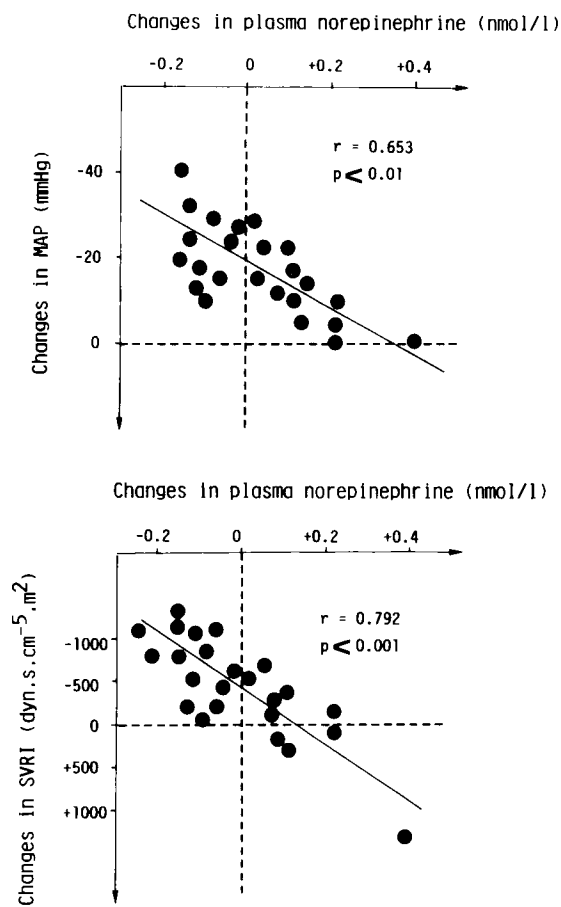 Changes in plasma norepinephrine (nmol/l)
-0.2 0 +0.2 +0.4
r = 0.653
p < 0.01
Changes in MAP (mmHg)
-40
-20
0
Changes in plasma norepinephrine (nmol/l)
-0.2 0 +0.2 +0.4
r = 0.792
p < 0.001
Changes in SVRI (dyn.s.cm⁻⁵.m²)
-1000
-500
0
+500
+1000